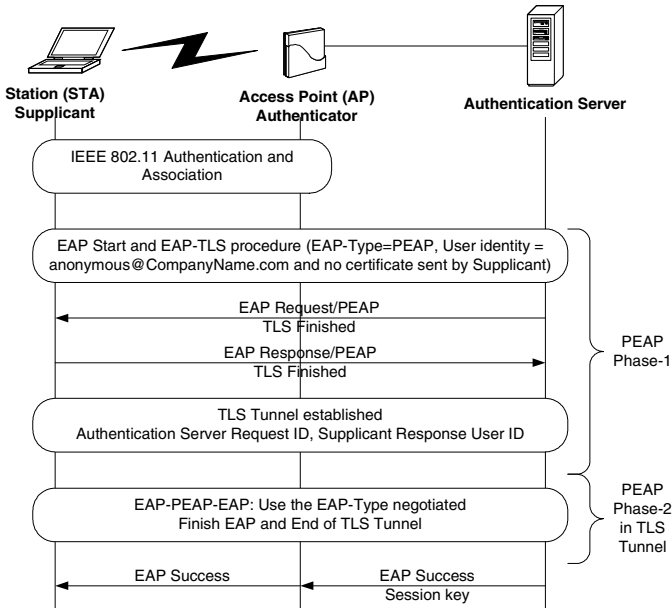 Station (STA)
Supplicant
Access Point (AP)
Authenticator
Authentication Server
IEEE 802.11 Authentication and
Association
EAP Start and EAP-TLS procedure (EAP-Type=PEAP, User identity =
anonymous@CompanyName.com and no certificate sent by Supplicant)
EAP Request/PEAP
TLS Finished
EAP Response/PEAP
TLS Finished
PEAP
Phase-1
TLS Tunnel established
Authentication Server Request ID, Supplicant Response User ID
EAP-PEAP-EAP: Use the EAP-Type negotiated
Finish EAP and End of TLS Tunnel
PEAP
Phase-2
in TLS
Tunnel
EAP Success
EAP Success
Session key